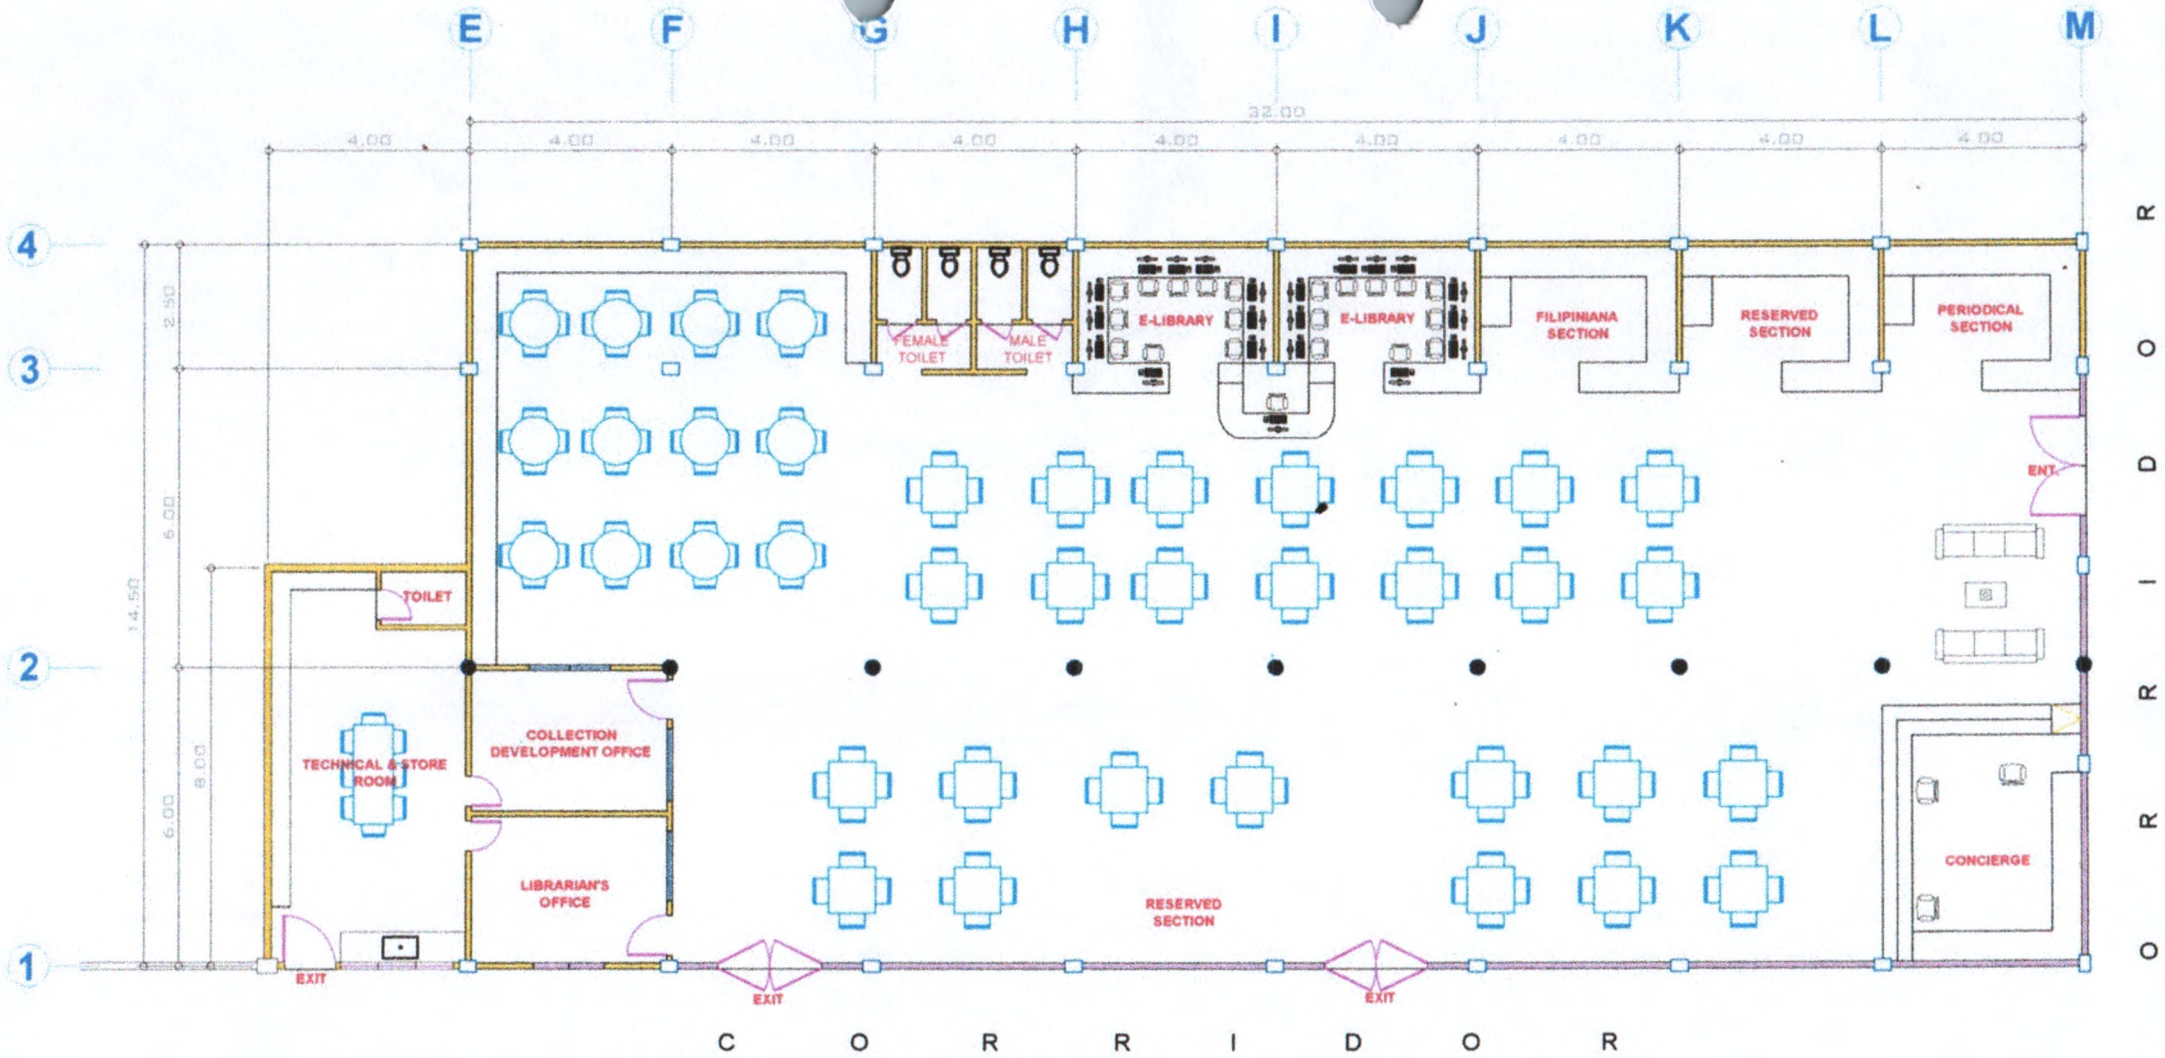 E F G H I J K L M
32.00
4.00 4.00 4.00 4.00 4.00 4.00 4.00 4.00 4.00
4
3
2
1
2.50
6.00
14.50
8.00
6.00
FEMALE
TOILET
MALE
TOILET
E-LIBRARY
E-LIBRARY
FILIPINIANA
SECTION
RESERVED
SECTION
PERIODICAL
SECTION
ENT.
TOILET
TECHNICAL & STORE
ROOM
COLLECTION
DEVELOPMENT OFFICE
LIBRARIAN'S
OFFICE
RESERVED
SECTION
CONCIERGE
EXIT
EXIT
EXIT
C O R R I D O R
C O R R I D O R